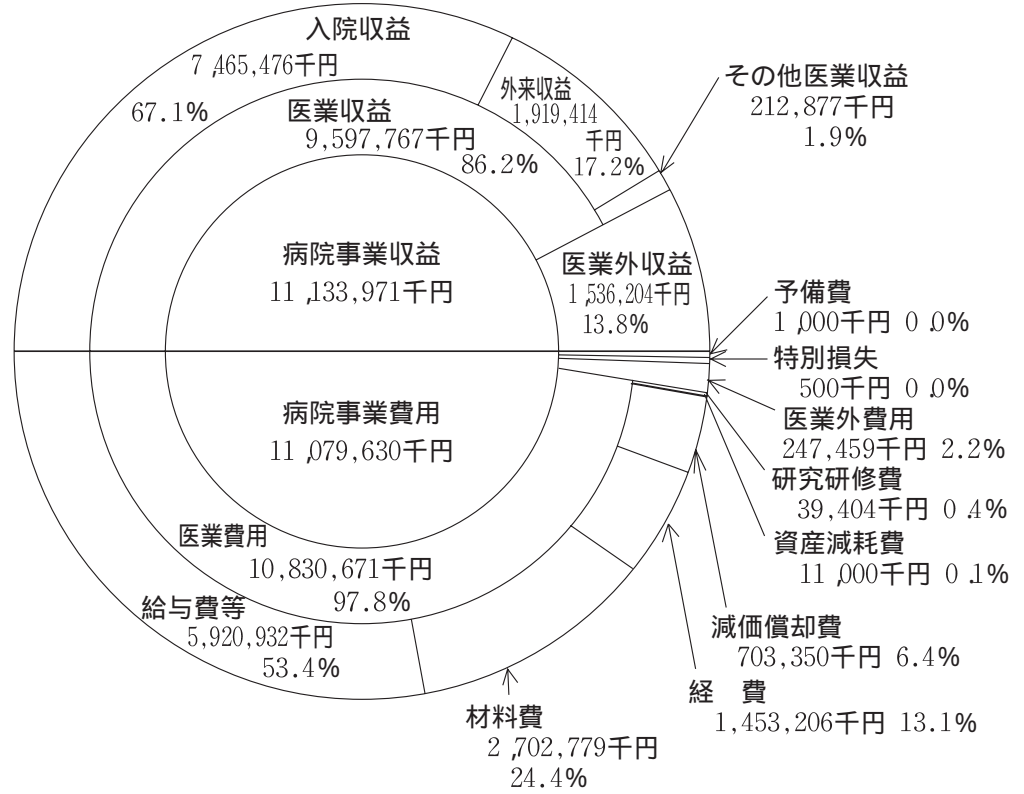 入院収益
7,465,476千円
67.1%
医業収益
9,597,767千円
86.2%
外来収益
1,919,414
千円
17.2%
その他医業収益
212,877千円
1.9%
病院事業収益
11,133,971千円
医業外収益
1,536,204千円
13.8%
予備費
1,000千円 0.0%
特別損失
500千円 0.0%
医業外費用
247,459千円 2.2%
研究研修費
39,404千円 0.4%
資産減耗費
11,000千円 0.1%
減価償却費
703,350千円 6.4%
経　費
1,453,206千円 13.1%
材料費
2,702,779千円
24.4%
病院事業費用
11,079,630千円
医業費用
10,830,671千円
97.8%
給与費等
5,920,932千円
53.4%